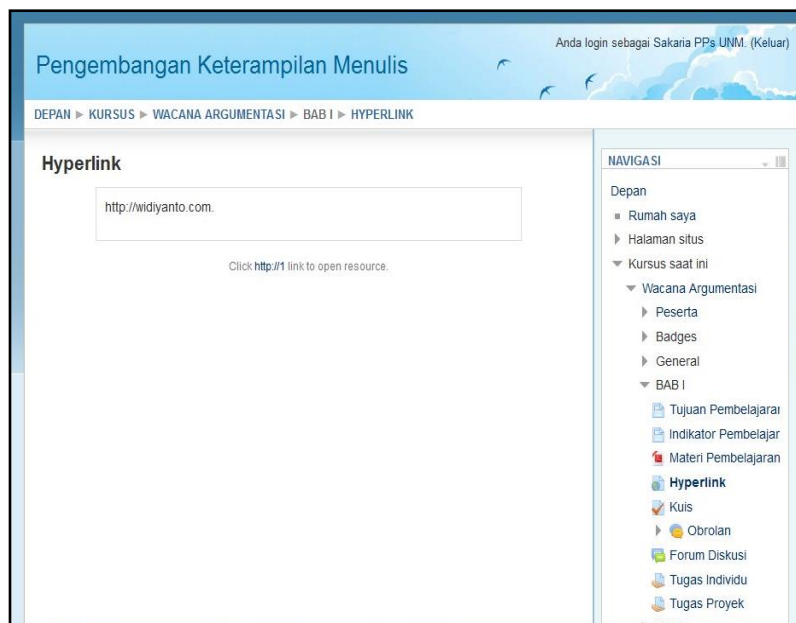 Anda login sebagai Sakaria PPs UNM. (Keluar)
Pengembangan Keterampilan Menulis
DEPAN ► KURSUS ► WACANA ARGUMENTASI ► BAB I ► HYPERLINK
Hyperlink
http://widiyanto.com.
Click http://1 link to open resource.
NAVIGASI
Depan
Rumah saya
Halaman situs
Kursus saat ini
Wacana Argumentasi
Peserta
Badges
General
BAB I
Tujuan Pembelajaran
Indikator Pembelajar
Materi Pembelajaran
Hyperlink
Kuis
Obrolan
Forum Diskusi
Tugas Individu
Tugas Proyek